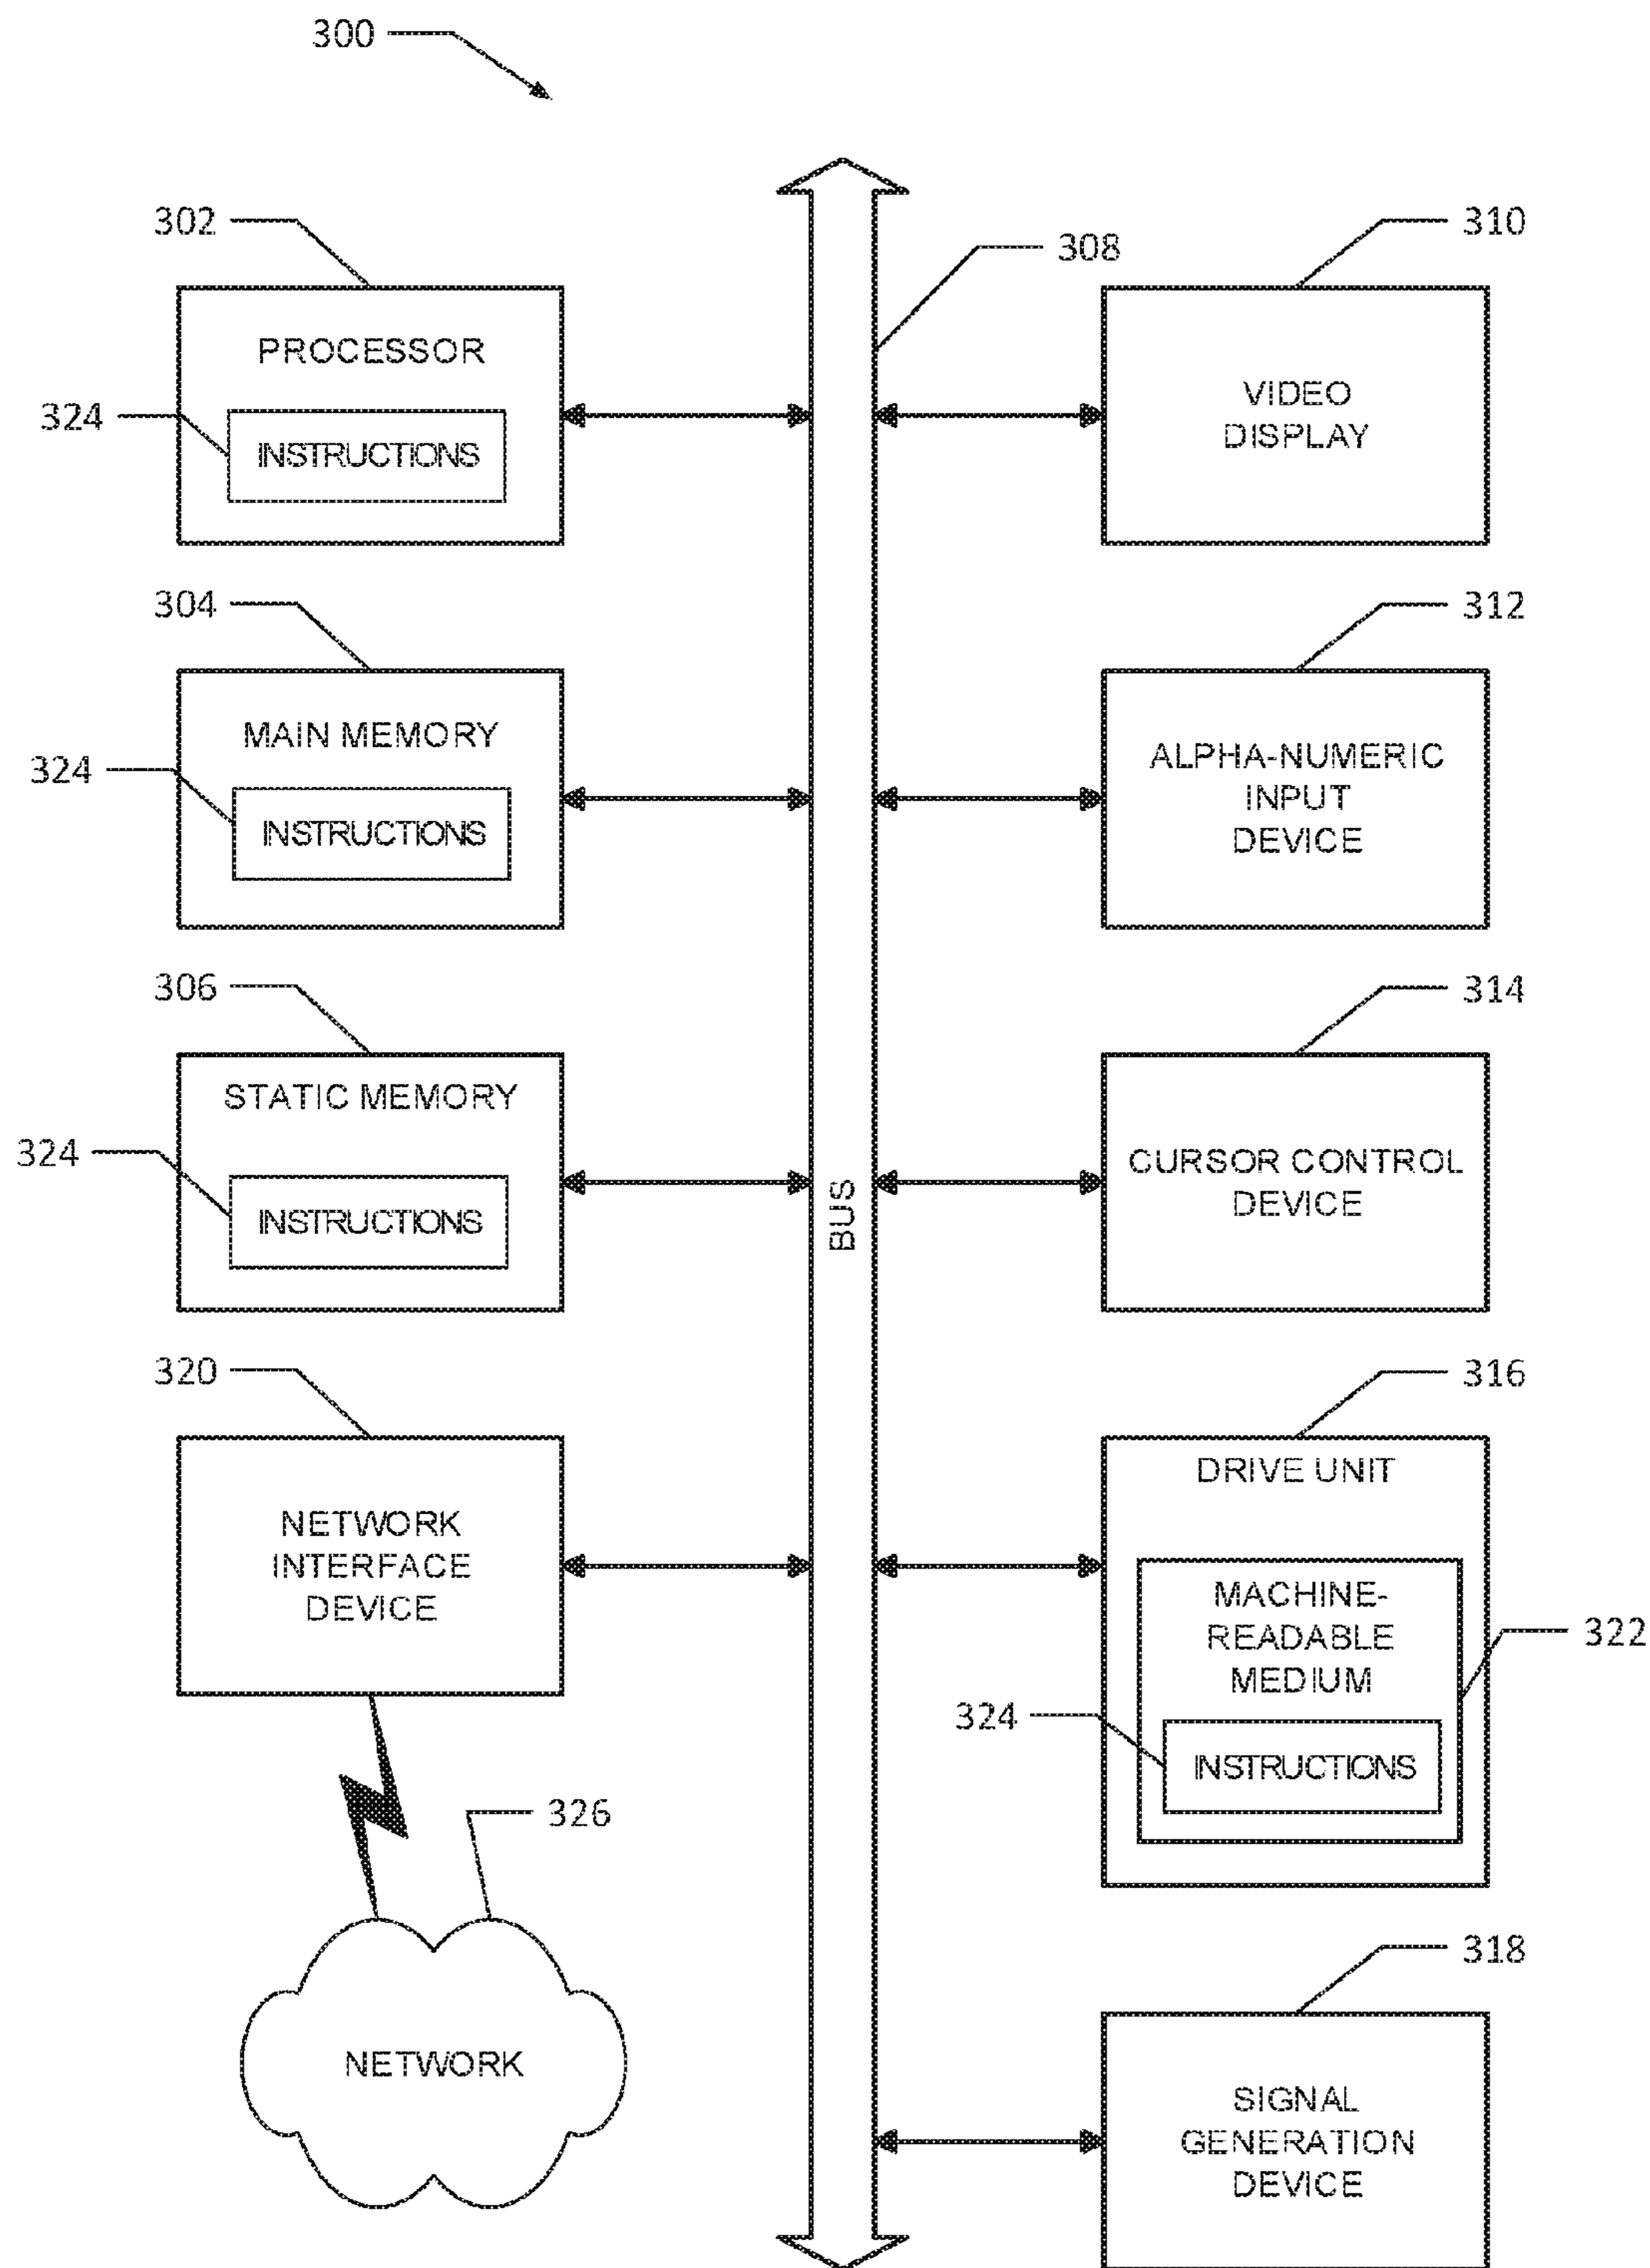 300
302
308
310
PROCESSOR
324
INSTRUCTIONS
VIDEO
DISPLAY
304
312
MAIN MEMORY
324
INSTRUCTIONS
ALPHA-NUMERIC
INPUT
DEVICE
306
314
STATIC MEMORY
324
INSTRUCTIONS
BUS
CURSOR CONTROL
DEVICE
320
316
NETWORK
INTERFACE
DEVICE
DRIVE UNIT
MACHINE-
READABLE
MEDIUM
322
324
INSTRUCTIONS
326
NETWORK
318
SIGNAL
GENERATION
DEVICE